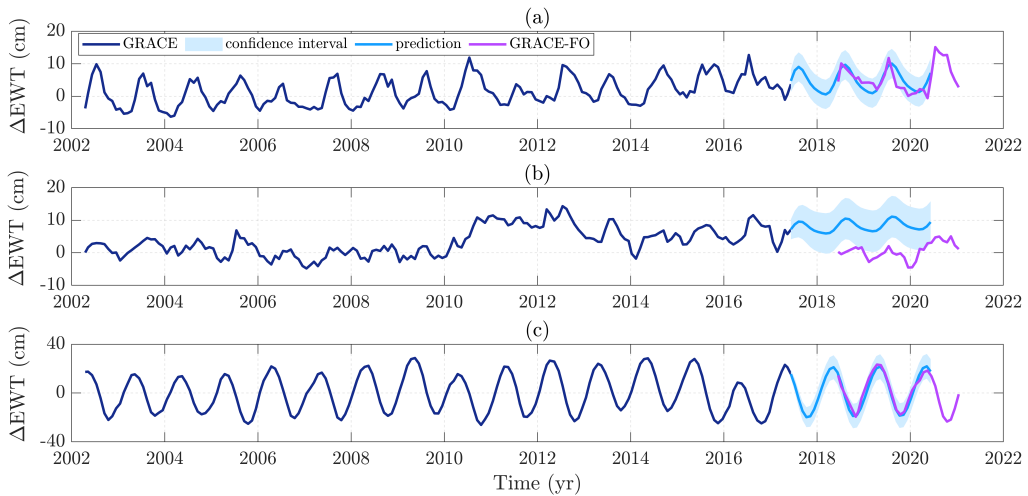 (a)
20
10
0
-10
ΔEWT (cm)
GRACE confidence interval prediction GRACE-FO
2002 2004 2006 2008 2010 2012 2014 2016 2018 2020 2022
(b)
20
10
0
-10
ΔEWT (cm)
2002 2004 2006 2008 2010 2012 2014 2016 2018 2020 2022
(c)
40
0
-40
ΔEWT (cm)
2002 2004 2006 2008 2010 2012 2014 2016 2018 2020 2022
Time (yr)